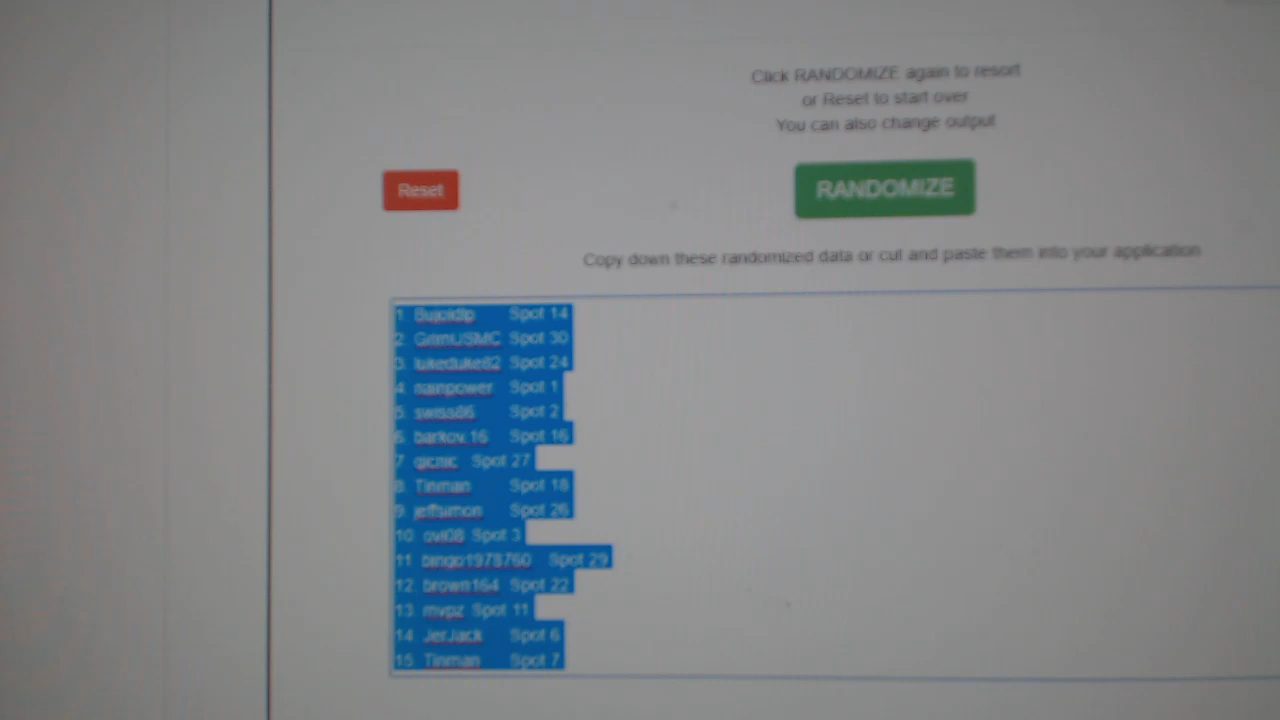 Click RANDOMIZE again to resort
or Reset to start over
You can also change output
Reset
RANDOMIZE
Copy down these randomized data or cut and paste them into your application
1. Spot 14
2. GrimUSMC Spot 30
3. lukeduke82 Spot 24
4. nainpower Spot 1
5. swiss86 Spot 2
6. barkov.16 Spot 16
7. Spot 27
8. Tinman Spot 18
9. jeffsimon Spot 26
10. ovi08 Spot 3
11. bingo1978760 Spot 29
12. brown164 Spot 22
13. mvpz Spot 11
14. JerJack Spot 6
15. Tinman Spot 7